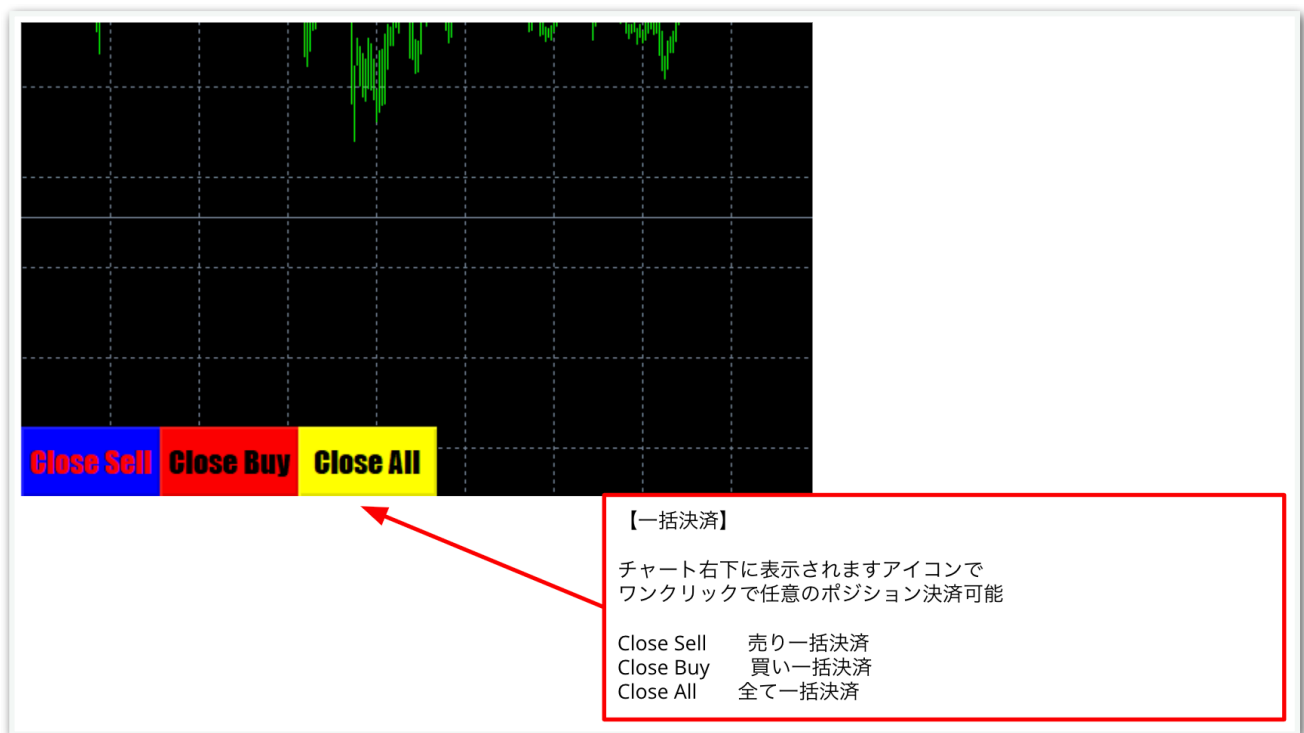 Close Sell Close Buy Close All
【一括決済】
チャート右下に表示されますアイコンで
ワンクリックで任意のポジション決済可能
Close Sell 売り一括決済
Close Buy 買い一括決済
Close All 全て一括決済